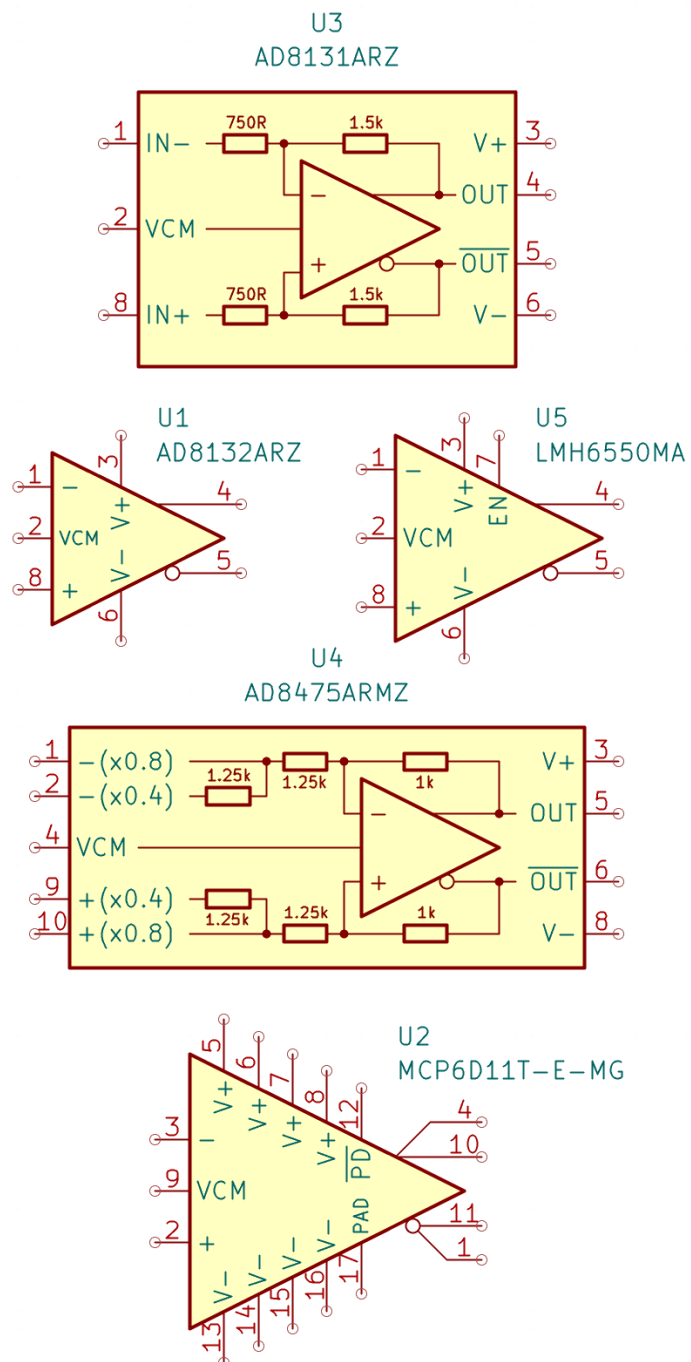 U3
AD8131ARZ
750R 1.5k
1 IN- V+ 3
- OUT 4
2 VCM
+ OUT 5
750R 1.5k
8 IN+ V- 6
U1
AD8132ARZ
3
1 - V+ 4
2 VCM
8 + V- 5
6
U5
LMH6550MA
3 7
1 - V+ EN 4
2 VCM
8 + V- 5
6
U4
AD8475ARMZ
1 -(x0.8) V+ 3
1.25k 1.25k 1k
2 -(x0.4) - OUT 5
4 VCM
9 +(x0.4) + OUT 6
1.25k 1.25k 1k
10 +(x0.8) V- 8
U2
MCP6D11T-E-MG
5 6 7 8 12
V+ V+ V+ V+ PD
3 - 4
10
9 VCM
2 + 11
1
V- V- V- V- PAD
13 14 15 16 17